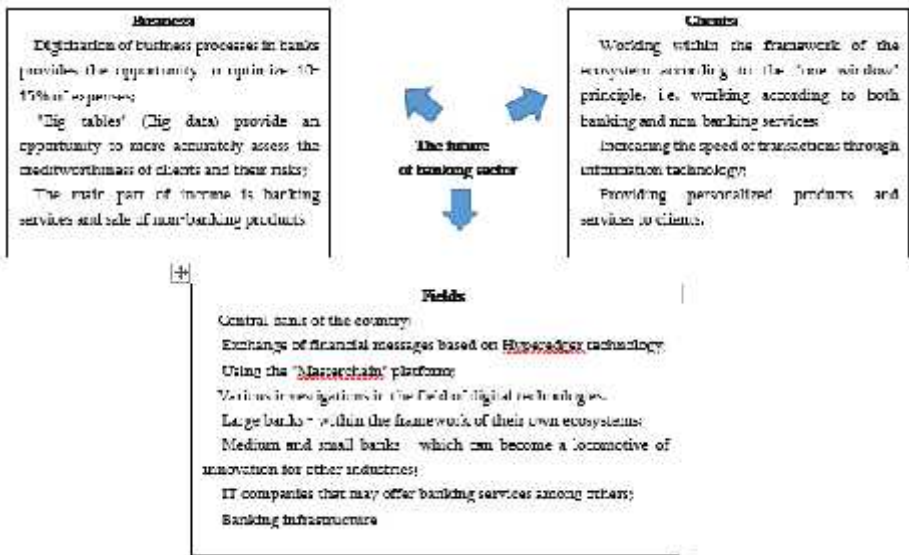 Business
Digitization of business processes in banks
provides the opportunity to optimize 10-
15% of expenses;
"Big tables" (Big data) provide an
opportunity to more accurately assess the
creditworthiness of clients and their risks;
The main part of income is banking
services and sale of non-banking products
The future
of banking sector
Clients
Working within the framework of the
ecosystem according to the "one window"
principle, i.e. working according to both
banking and non-banking services
Increasing the speed of transactions through
information technology;
Providing personalized products and
services to clients.
Fields
Central bank of the country:
Exchange of financial messages based on technology;
Using the "Masterchain" platform;
Various investigations in the field of digital technologies.
Large banks - within the framework of their own ecosystems;
Medium and small banks - which can become a locomotive of
innovation for other industries;
IT companies that may offer banking services among others;
Banking infrastructure